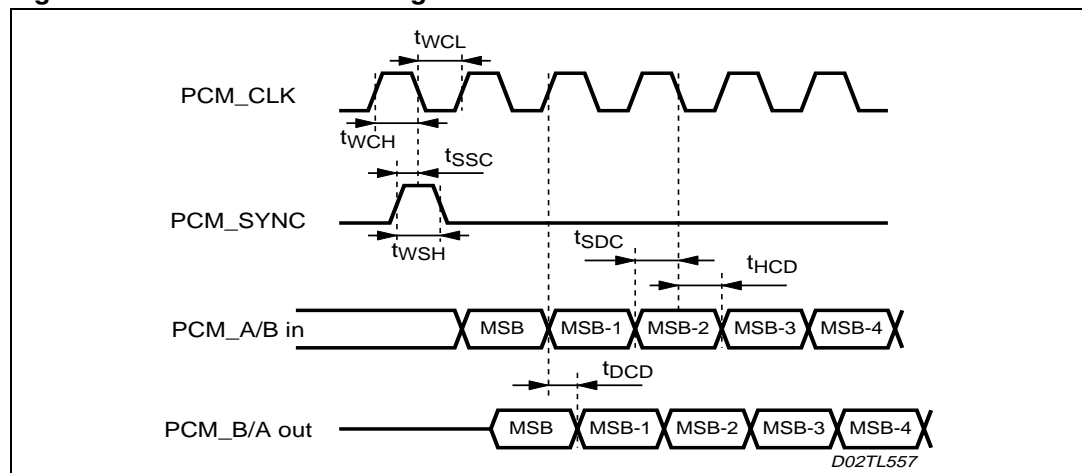 tWCL
PCM_CLK
tWCH
tSSC
PCM_SYNC
tWSH
tSDC
tHCD
PCM_A/B in
MSB MSB-1 MSB-2 MSB-3 MSB-4
tDCD
PCM_B/A out
MSB MSB-1 MSB-2 MSB-3 MSB-4
D02TL557